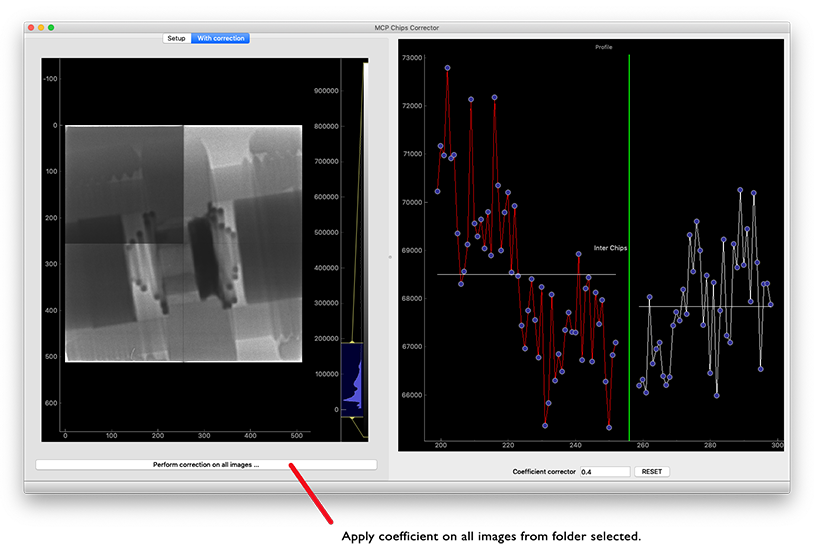 MCP Chips Corrector
Setup With correction
Profile
-100
0
100
200
300
400
500
600
0 100 200 300 400 500
900000
800000
700000
600000
500000
400000
300000
200000
100000
0
73000
72000
71000
70000
69000
68000
67000
66000
Inter Chips
200 220 240 260 280 300
Perform correction on all images ...
Coefficient corrector 0.4 RESET
Apply coefficient on all images from folder selected.